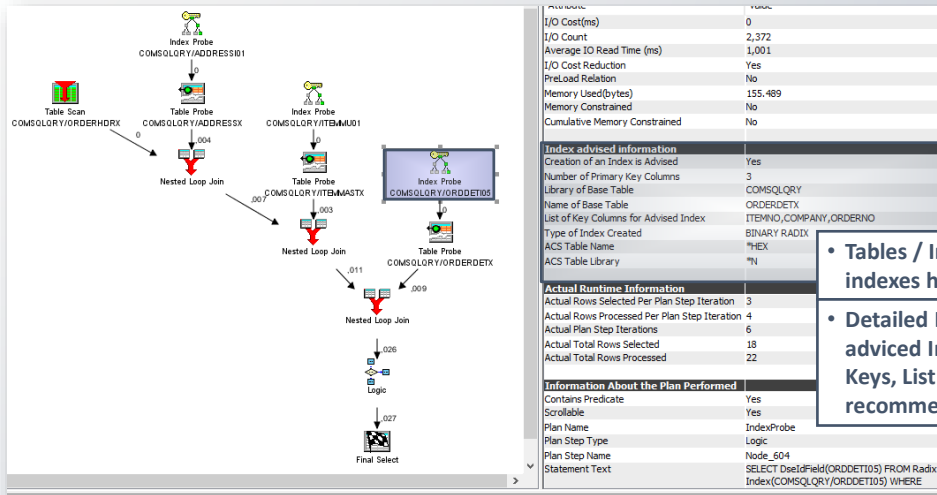 Index Probe
COMSQLQRY/ADDRESSI01
0
Table Scan
COMSQLQRY/ORDERHDRX
Table Probe
COMSQLQRY/ADDRESSX
Index Probe
COMSQLQRY/ITEMMU01
0
.004
0
Nested Loop Join
Table Probe
COMSQLQRY/ITEMMASTX
Index Probe
COMSQLQRY/ORDDETI05
.007
.003
0
Nested Loop Join
Table Probe
COMSQLQRY/ORDERDETX
.011
.009
Nested Loop Join
.026
Logic
.027
Final Select
Attribute Value
I/O Cost(ms) 0
I/O Count 2,372
Average IO Read Time (ms) 1,001
I/O Cost Reduction Yes
PreLoad Relation No
Memory Used(bytes) 155.489
Memory Constrained No
Cumulative Memory Constrained No
Index advised information
Creation of an Index is Advised Yes
Number of Primary Key Columns 3
Library of Base Table COMSQLQRY
Name of Base Table ORDERDETX
List of Key Columns for Advised Index ITEMNO,COMPANY,ORDERNO
Type of Index Created BINARY RADIX
ACS Table Name *HEX
ACS Table Library *N
Actual Runtime Information
Actual Rows Selected Per Plan Step Iteration 3
Actual Rows Processed Per Plan Step Iteration 4
Actual Plan Step Iterations 6
Actual Total Rows Selected 18
Actual Total Rows Processed 22
Information About the Plan Performed
Contains Predicate Yes
Scrollable Yes
Plan Name IndexProbe
Plan Step Type Logic
Plan Step Name Node_604
Statement Text SELECT DseIdField(ORDDETI05) FROM Radix
Index(COMSQLQRY/ORDDETI05) WHERE
• Tables / I
indexes h
• Detailed
adviced I
Keys, List
recomme